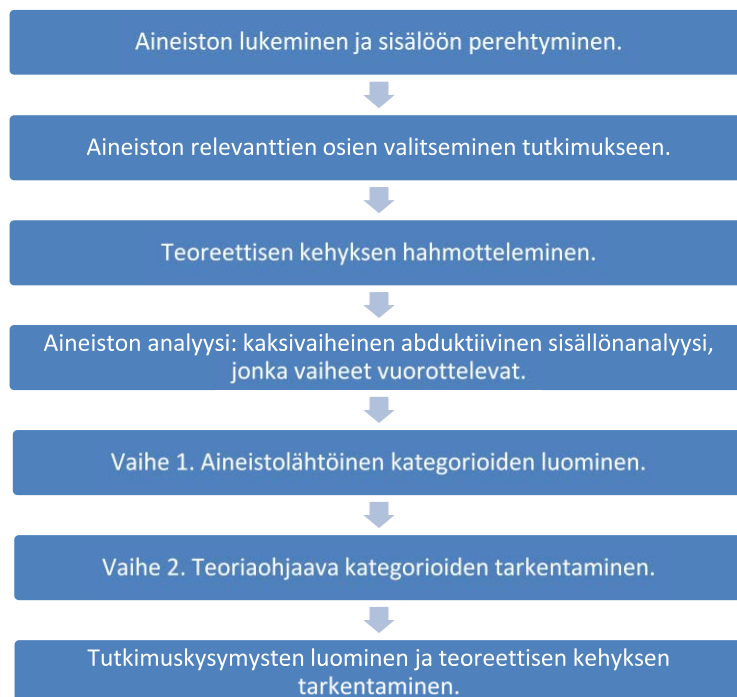 Aineiston lukeminen ja sisälöön perehtyminen.
Aineiston relevanttien osien valitseminen tutkimukseen.
Teoreettisen kehyksen hahmotteleminen.
Aineiston analyysi: kaksivaiheinen abduktiivinen sisällönanalyysi,
jonka vaiheet vuorottelevat.
Vaihe 1. Aineistolähtöinen kategorioiden luominen.
Vaihe 2. Teoriaohjaava kategorioiden tarkentaminen.
Tutkimuskysymysten luominen ja teoreettisen kehyksen
tarkentaminen.